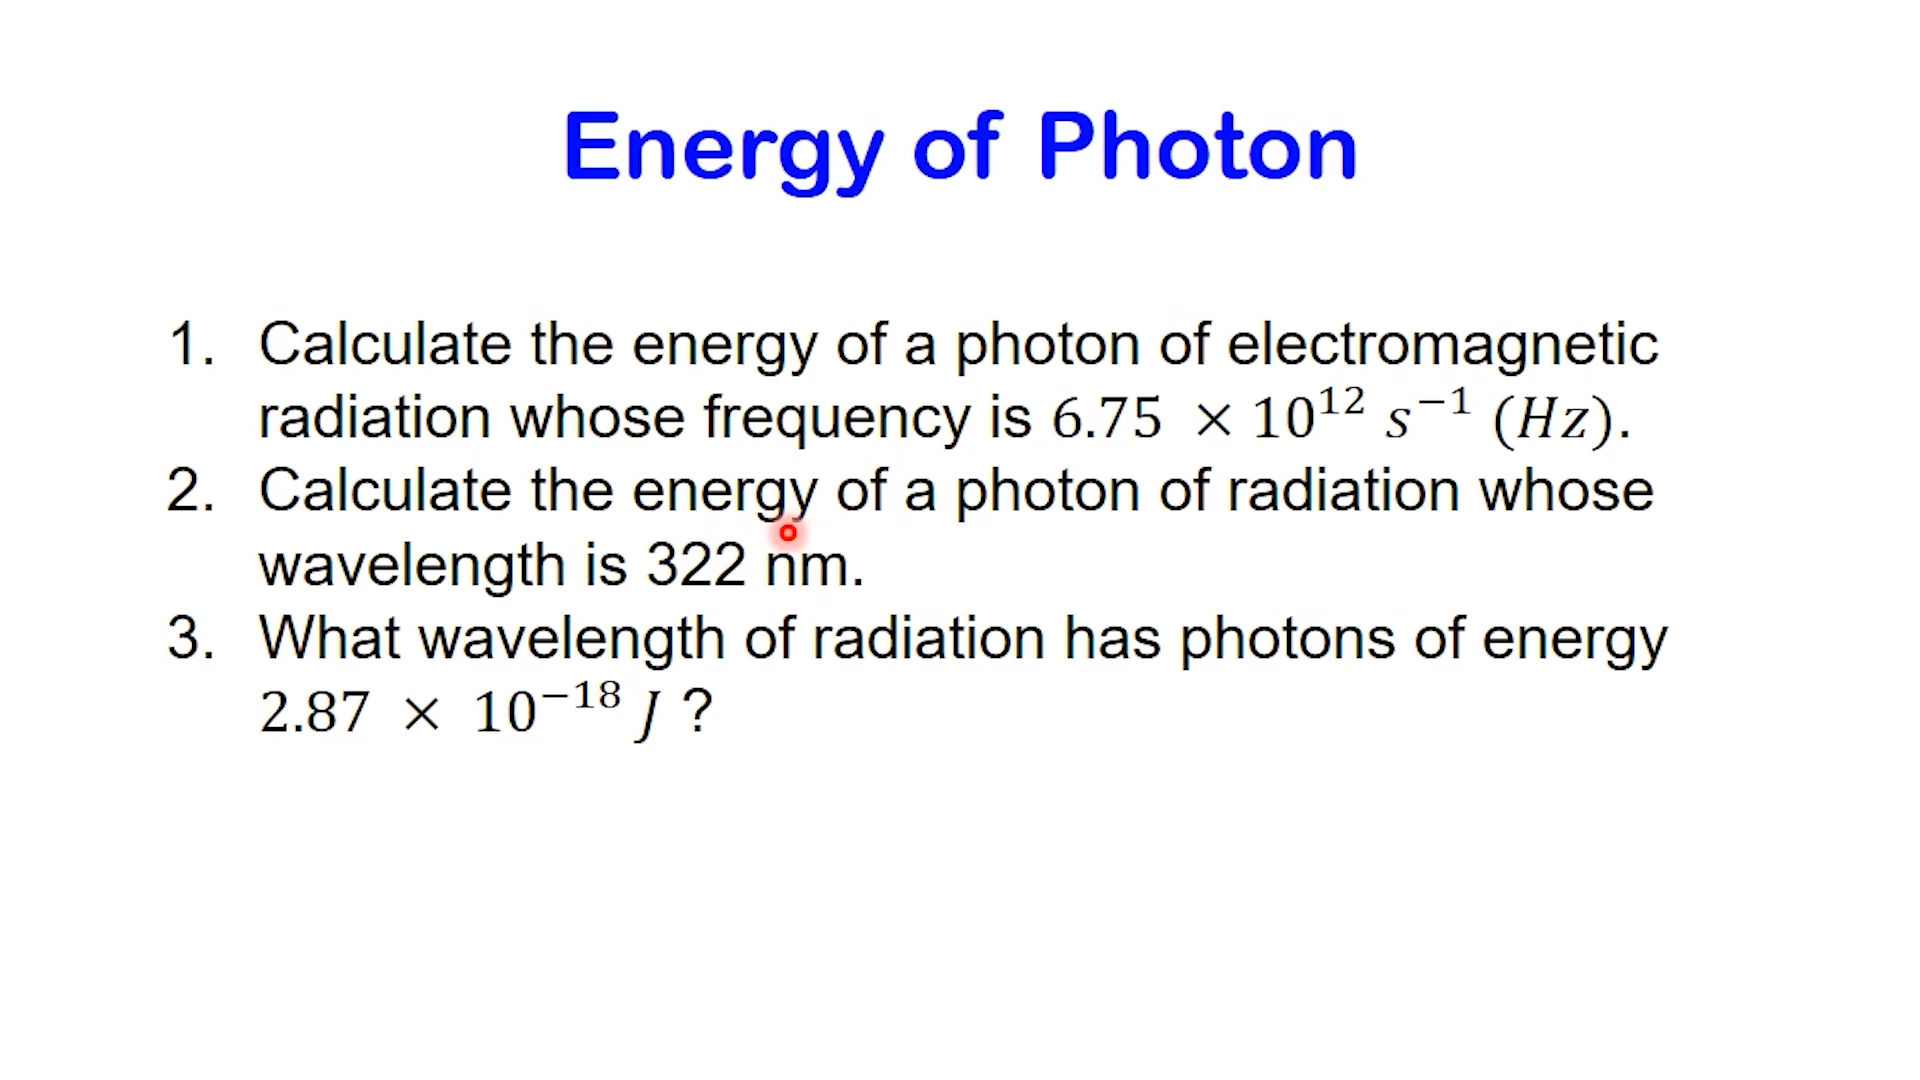 Energy of Photon
1. Calculate the energy of a photon of electromagnetic
radiation whose frequency is 6.75 × 10¹² s⁻¹ (Hz).
2. Calculate the energy of a photon of radiation whose
wavelength is 322 nm.
3. What wavelength of radiation has photons of energy
2.87 × 10⁻¹⁸ J ?